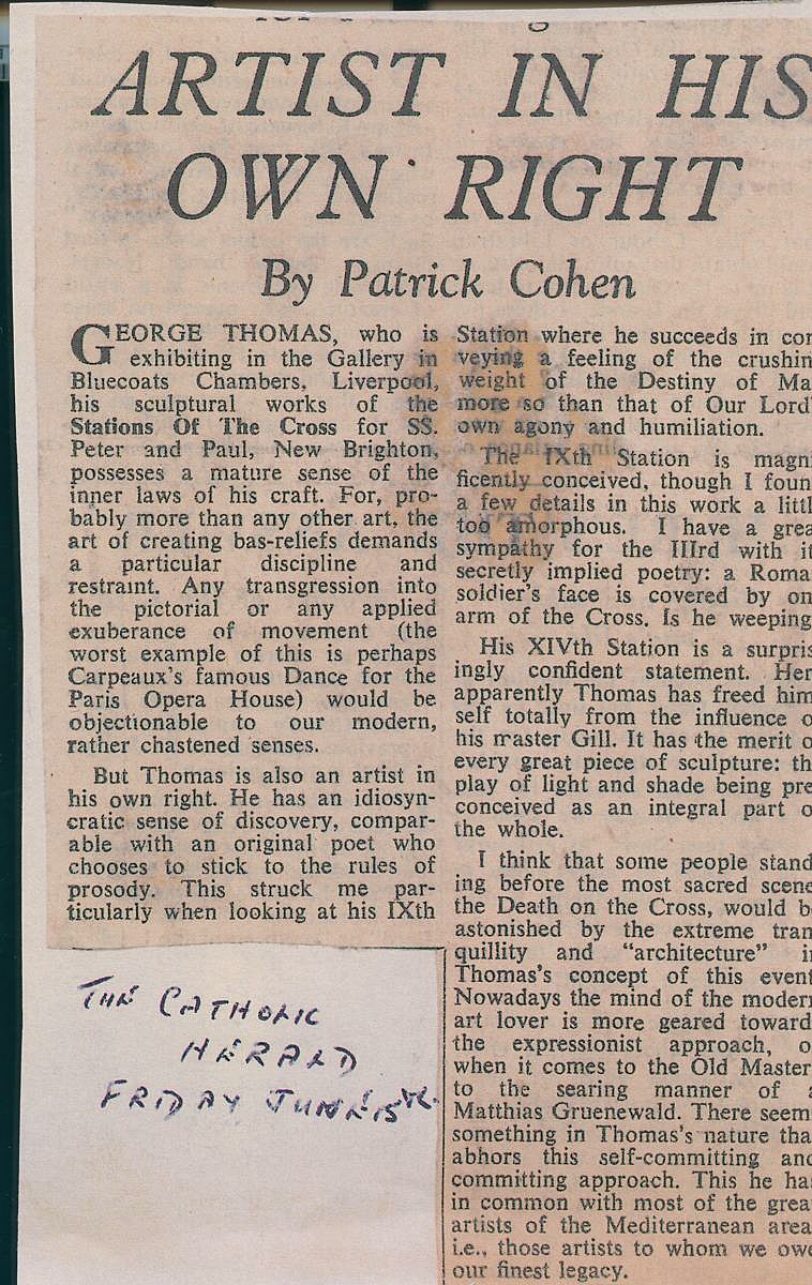 ARTIST IN HIS
OWN RIGHT
By Patrick Cohen
GEORGE THOMAS, who is
exhibiting in the Gallery in
Bluecoats Chambers, Liverpool,
his sculptural works of the
Stations Of The Cross for SS.
Peter and Paul, New Brighton,
possesses a mature sense of the
inner laws of his craft. For, pro-
bably more than any other art, the
art of creating bas-reliefs demands
a particular discipline and
restraint. Any transgression into
the pictorial or any applied
exuberance of movement (the
worst example of this is perhaps
Carpeaux's famous Dance for the
Paris Opera House) would be
objectionable to our modern,
rather chastened senses.
But Thomas is also an artist in
his own right. He has an idiosyn-
cratic sense of discovery, compar-
able with an original poet who
chooses to stick to the rules of
prosody. This struck me par-
ticularly when looking at his IXth
Station where he succeeds in con
veying a feeling of the crushin
weight of the Destiny of Ma
more so than that of Our Lord'
own agony and humiliation.
The IXth Station is magni
ficently conceived, though I foun
a few details in this work a littl
too amorphous. I have a grea
sympathy for the IIIrd with it
secretly implied poetry: a Roma
soldier's face is covered by on
arm of the Cross. Is he weeping
His XIVth Station is a surpris
ingly confident statement. Her
apparently Thomas has freed him
self totally from the influence o
his master Gill. It has the merit o
every great piece of sculpture: th
play of light and shade being pre
conceived as an integral part o
the whole.
I think that some people stand
ing before the most sacred scene
the Death on the Cross, would b
astonished by the extreme tran
quillity and "architecture" i
Thomas's concept of this event
Nowadays the mind of the modern
art lover is more geared toward
the expressionist approach, o
when it comes to the Old Master
to the searing manner of a
Matthias Gruenewald. There seem
something in Thomas's nature tha
abhors this self-committing and
committing approach. This he ha
in common with most of the grea
artists of the Mediterranean area
i.e., those artists to whom we owe
our finest legacy.
THE CATHOLIC
HERALD
FRIDAY JUNE 15TH.